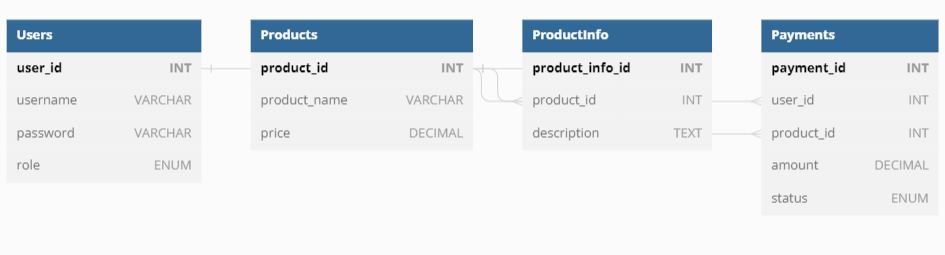 Users
user_id INT
username VARCHAR
password VARCHAR
role ENUM
Products
product_id INT
product_name VARCHAR
price DECIMAL
ProductInfo
product_info_id INT
product_id INT
description TEXT
Payments
payment_id INT
user_id INT
product_id INT
amount DECIMAL
status ENUM